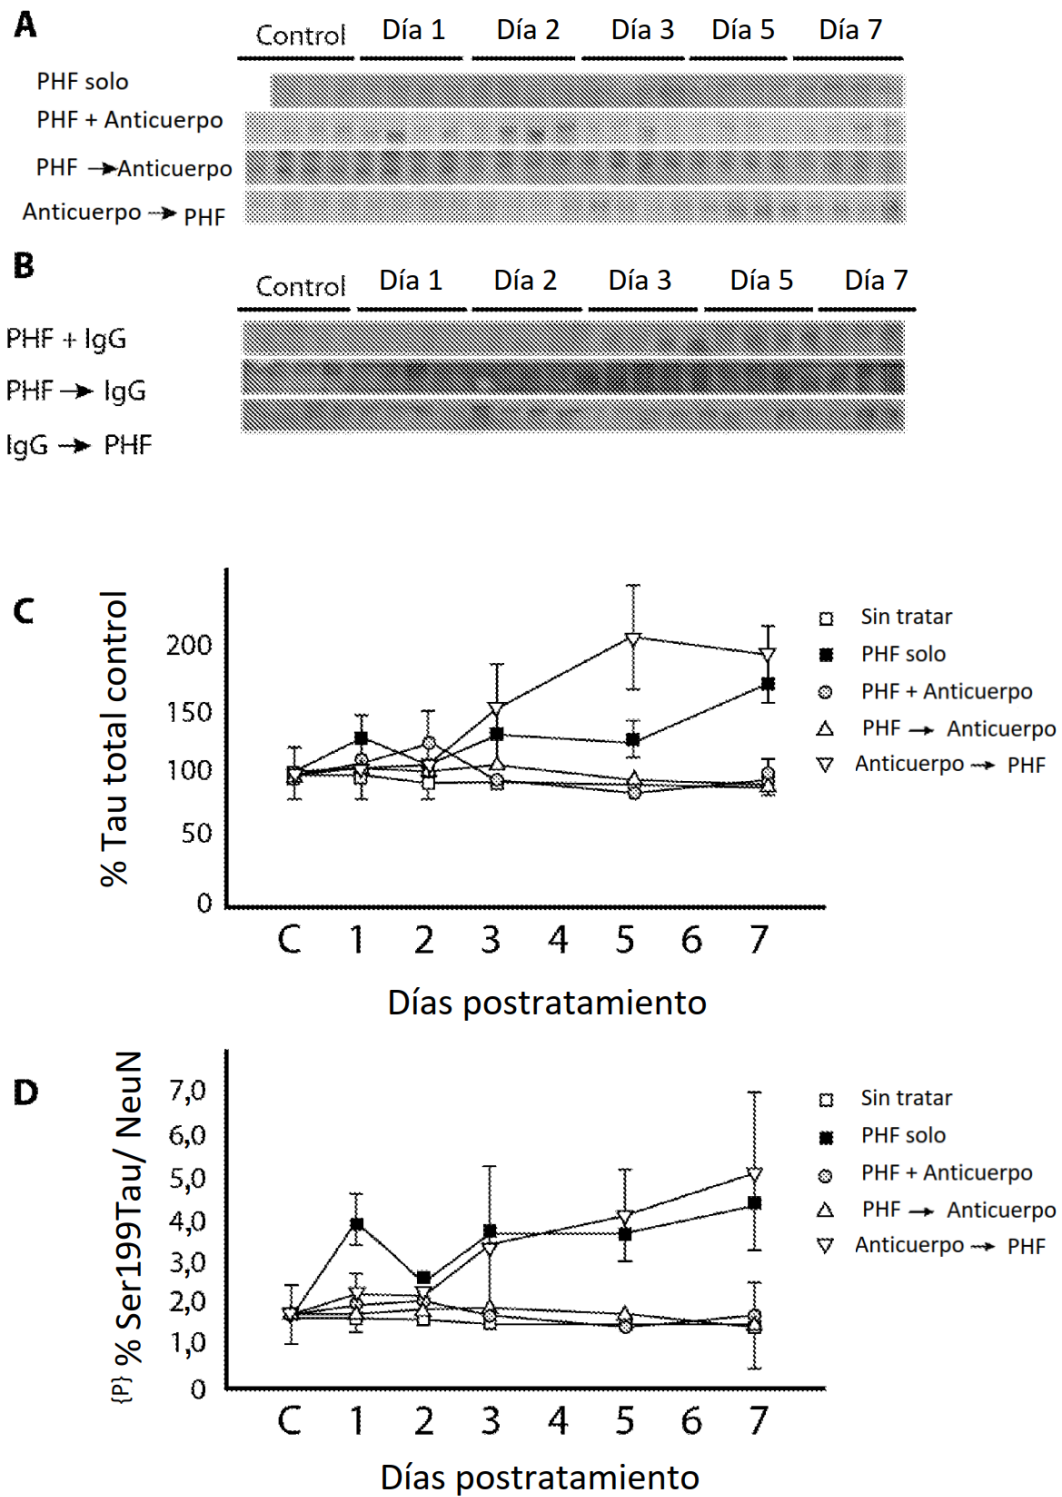 A
Control Día 1 Día 2 Día 3 Día 5 Día 7
PHF solo
PHF + Anticuerpo
PHF → Anticuerpo
Anticuerpo → PHF
B
Control Día 1 Día 2 Día 3 Día 5 Día 7
PHF + IgG
PHF → IgG
IgG → PHF
C
% Tau total control
200
150
100
50
0
C 1 2 3 4 5 6 7
Días postratamiento
Sin tratar
PHF solo
PHF + Anticuerpo
PHF → Anticuerpo
Anticuerpo → PHF
D
{P} % Ser199Tau/ NeuN
7,0
6,0
5,0
4,0
3,0
2,0
1,0
0
C 1 2 3 4 5 6 7
Días postratamiento
Sin tratar
PHF solo
PHF + Anticuerpo
PHF → Anticuerpo
Anticuerpo → PHF